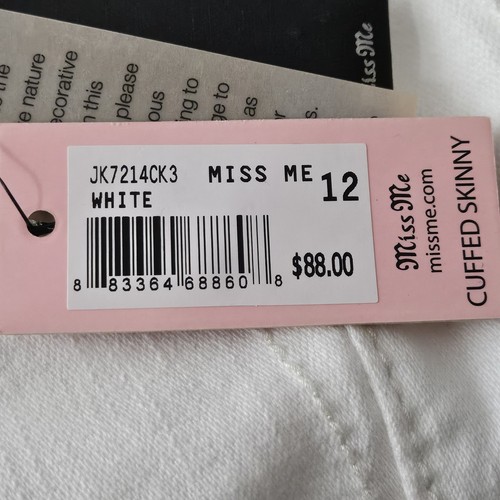 Miss Me
the
e nature
ecorative
n this
please
ous
ng to
ge to
as
r
s.
JK7214CK3 MISS ME 12
WHITE
8 83364 68860 8
$88.00
Miss Me
missme.com
CUFFED SKINNY